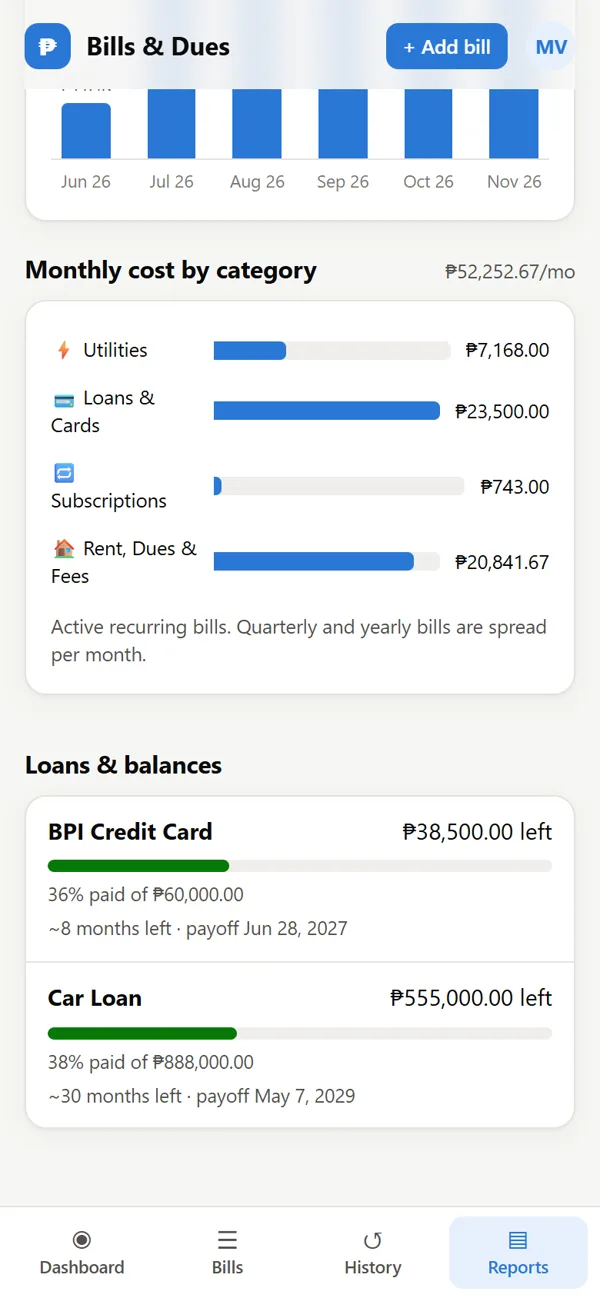 ₱ Bills & Dues + Add bill MV
Jun 26 Jul 26 Aug 26 Sep 26 Oct 26 Nov 26
Monthly cost by category ₱52,252.67/mo
Utilities ₱7,168.00
Loans &
Cards ₱23,500.00
Subscriptions ₱743.00
Rent, Dues &
Fees ₱20,841.67
Active recurring bills. Quarterly and yearly bills are spread
per month.
Loans & balances
BPI Credit Card ₱38,500.00 left
36% paid of ₱60,000.00
~8 months left · payoff Jun 28, 2027
Car Loan ₱555,000.00 left
38% paid of ₱888,000.00
~30 months left · payoff May 7, 2029
Dashboard Bills History Reports